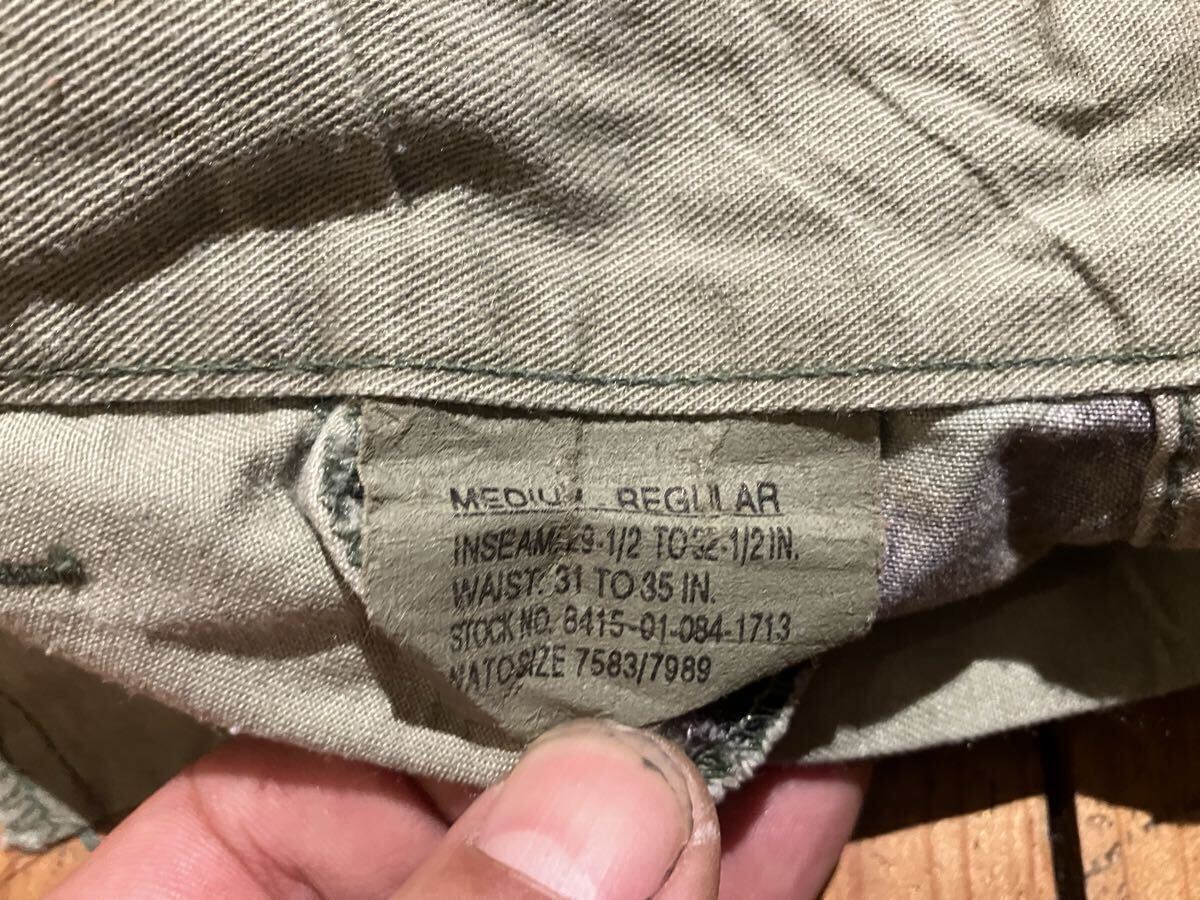 MEDIUM REGULAR
INSEAM: 29-1/2 TO 32-1/2 IN.
WAIST: 31 TO 35 IN.
STOCK NO. 8415-01-084-1713
NATO SIZE 7583/7989